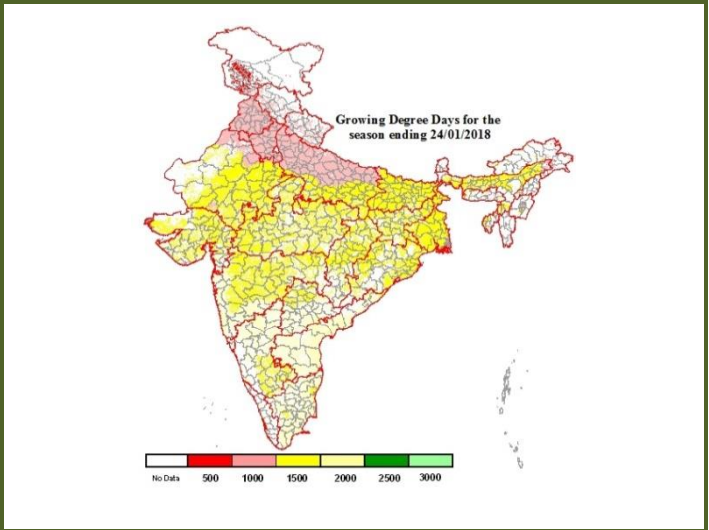 Growing Degree Days for the
season ending 24/01/2018
No Data 500 1000 1500 2000 2500 3000